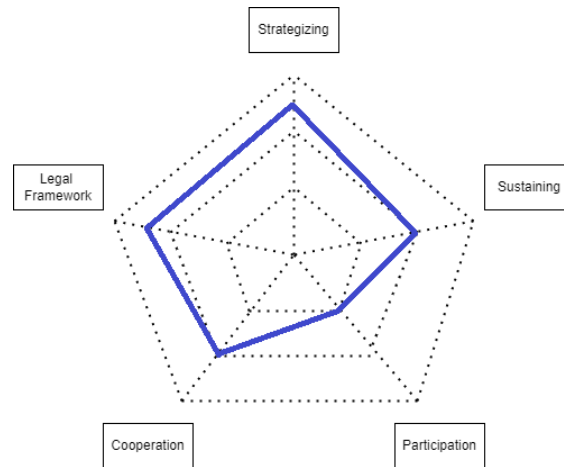 Strategizing
Legal
Framework
Sustaining
Cooperation
Participation